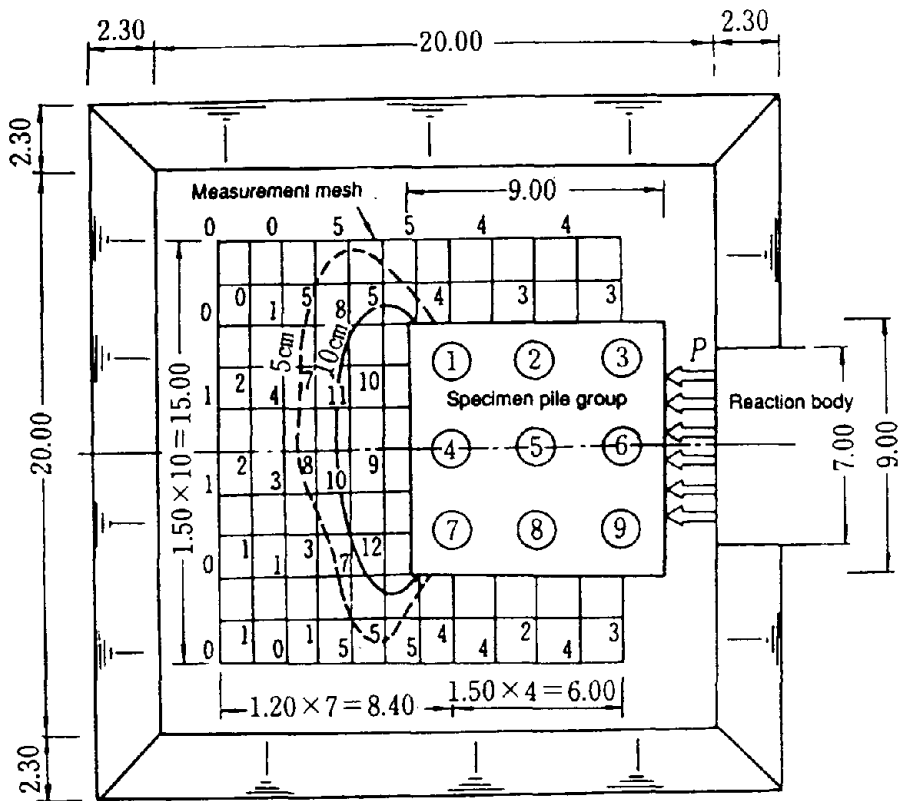 2.30
20.00
2.30
2.30
Measurement mesh
9.00
0 0 5 5 4 4
0 5 5 4 3 3
0 1 8
5cm
10cm
1 2 3
P
2 7 10
1 4 11
Specimen pile group
Reaction body
20.00
1.50×10=15.00
4 5 6
7.00
9.00
2 8 9
1 3 10
7 8 9
1 3 12
0 1 7
1 1 5 4 2 3
0 0 5 5 4 4
1.20×7=8.40
1.50×4=6.00
2.30